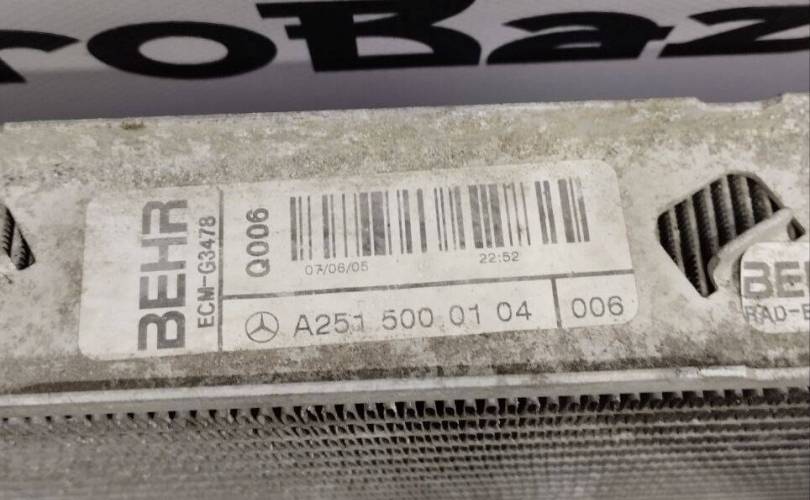 roBaz
BEHR
ECM-G3478
Q006
07/06/05 22:52
A251 500 01 04 006
BE
RAD-